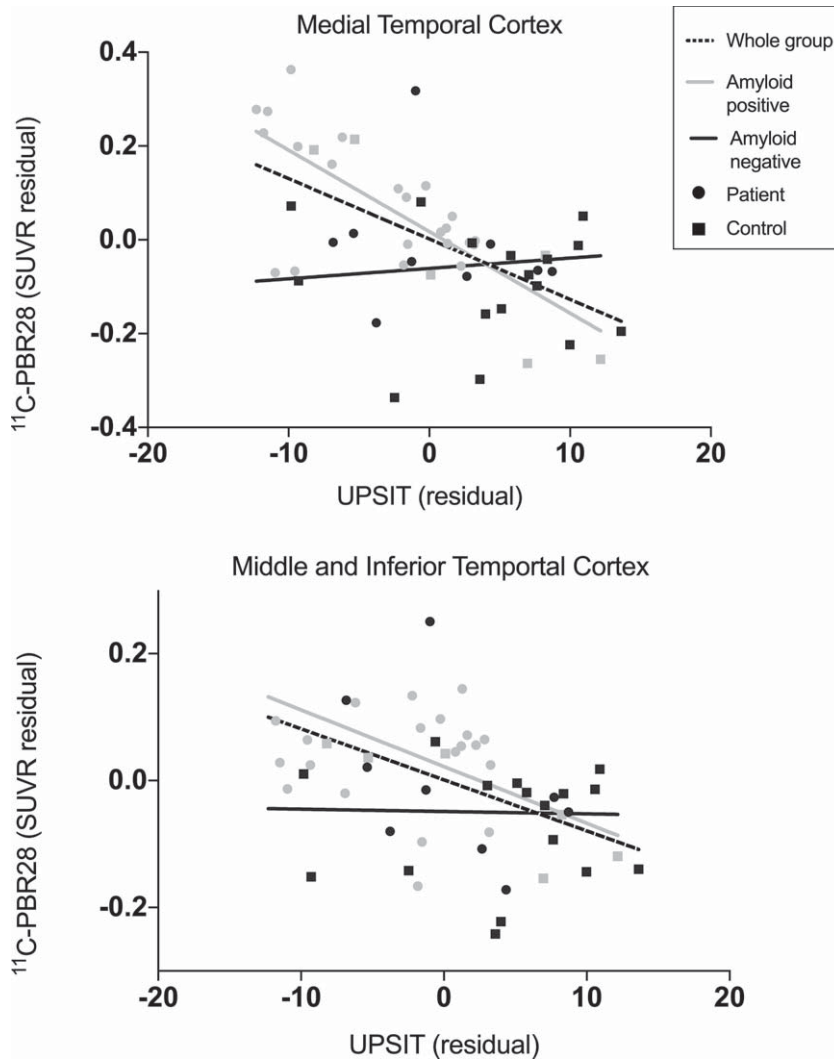 Medial Temporal Cortex
Whole group
Amyloid
positive
Amyloid
negative
Patient
Control
0.4
0.2
0.0
-0.2
-0.4
11C-PBR28 (SUVR residual)
-20
-10
0
10
20
UPSIT (residual)
Middle and Inferior Temportal Cortex
0.2
0.0
-0.2
11C-PBR28 (SUVR residual)
-20
-10
0
10
20
UPSIT (residual)